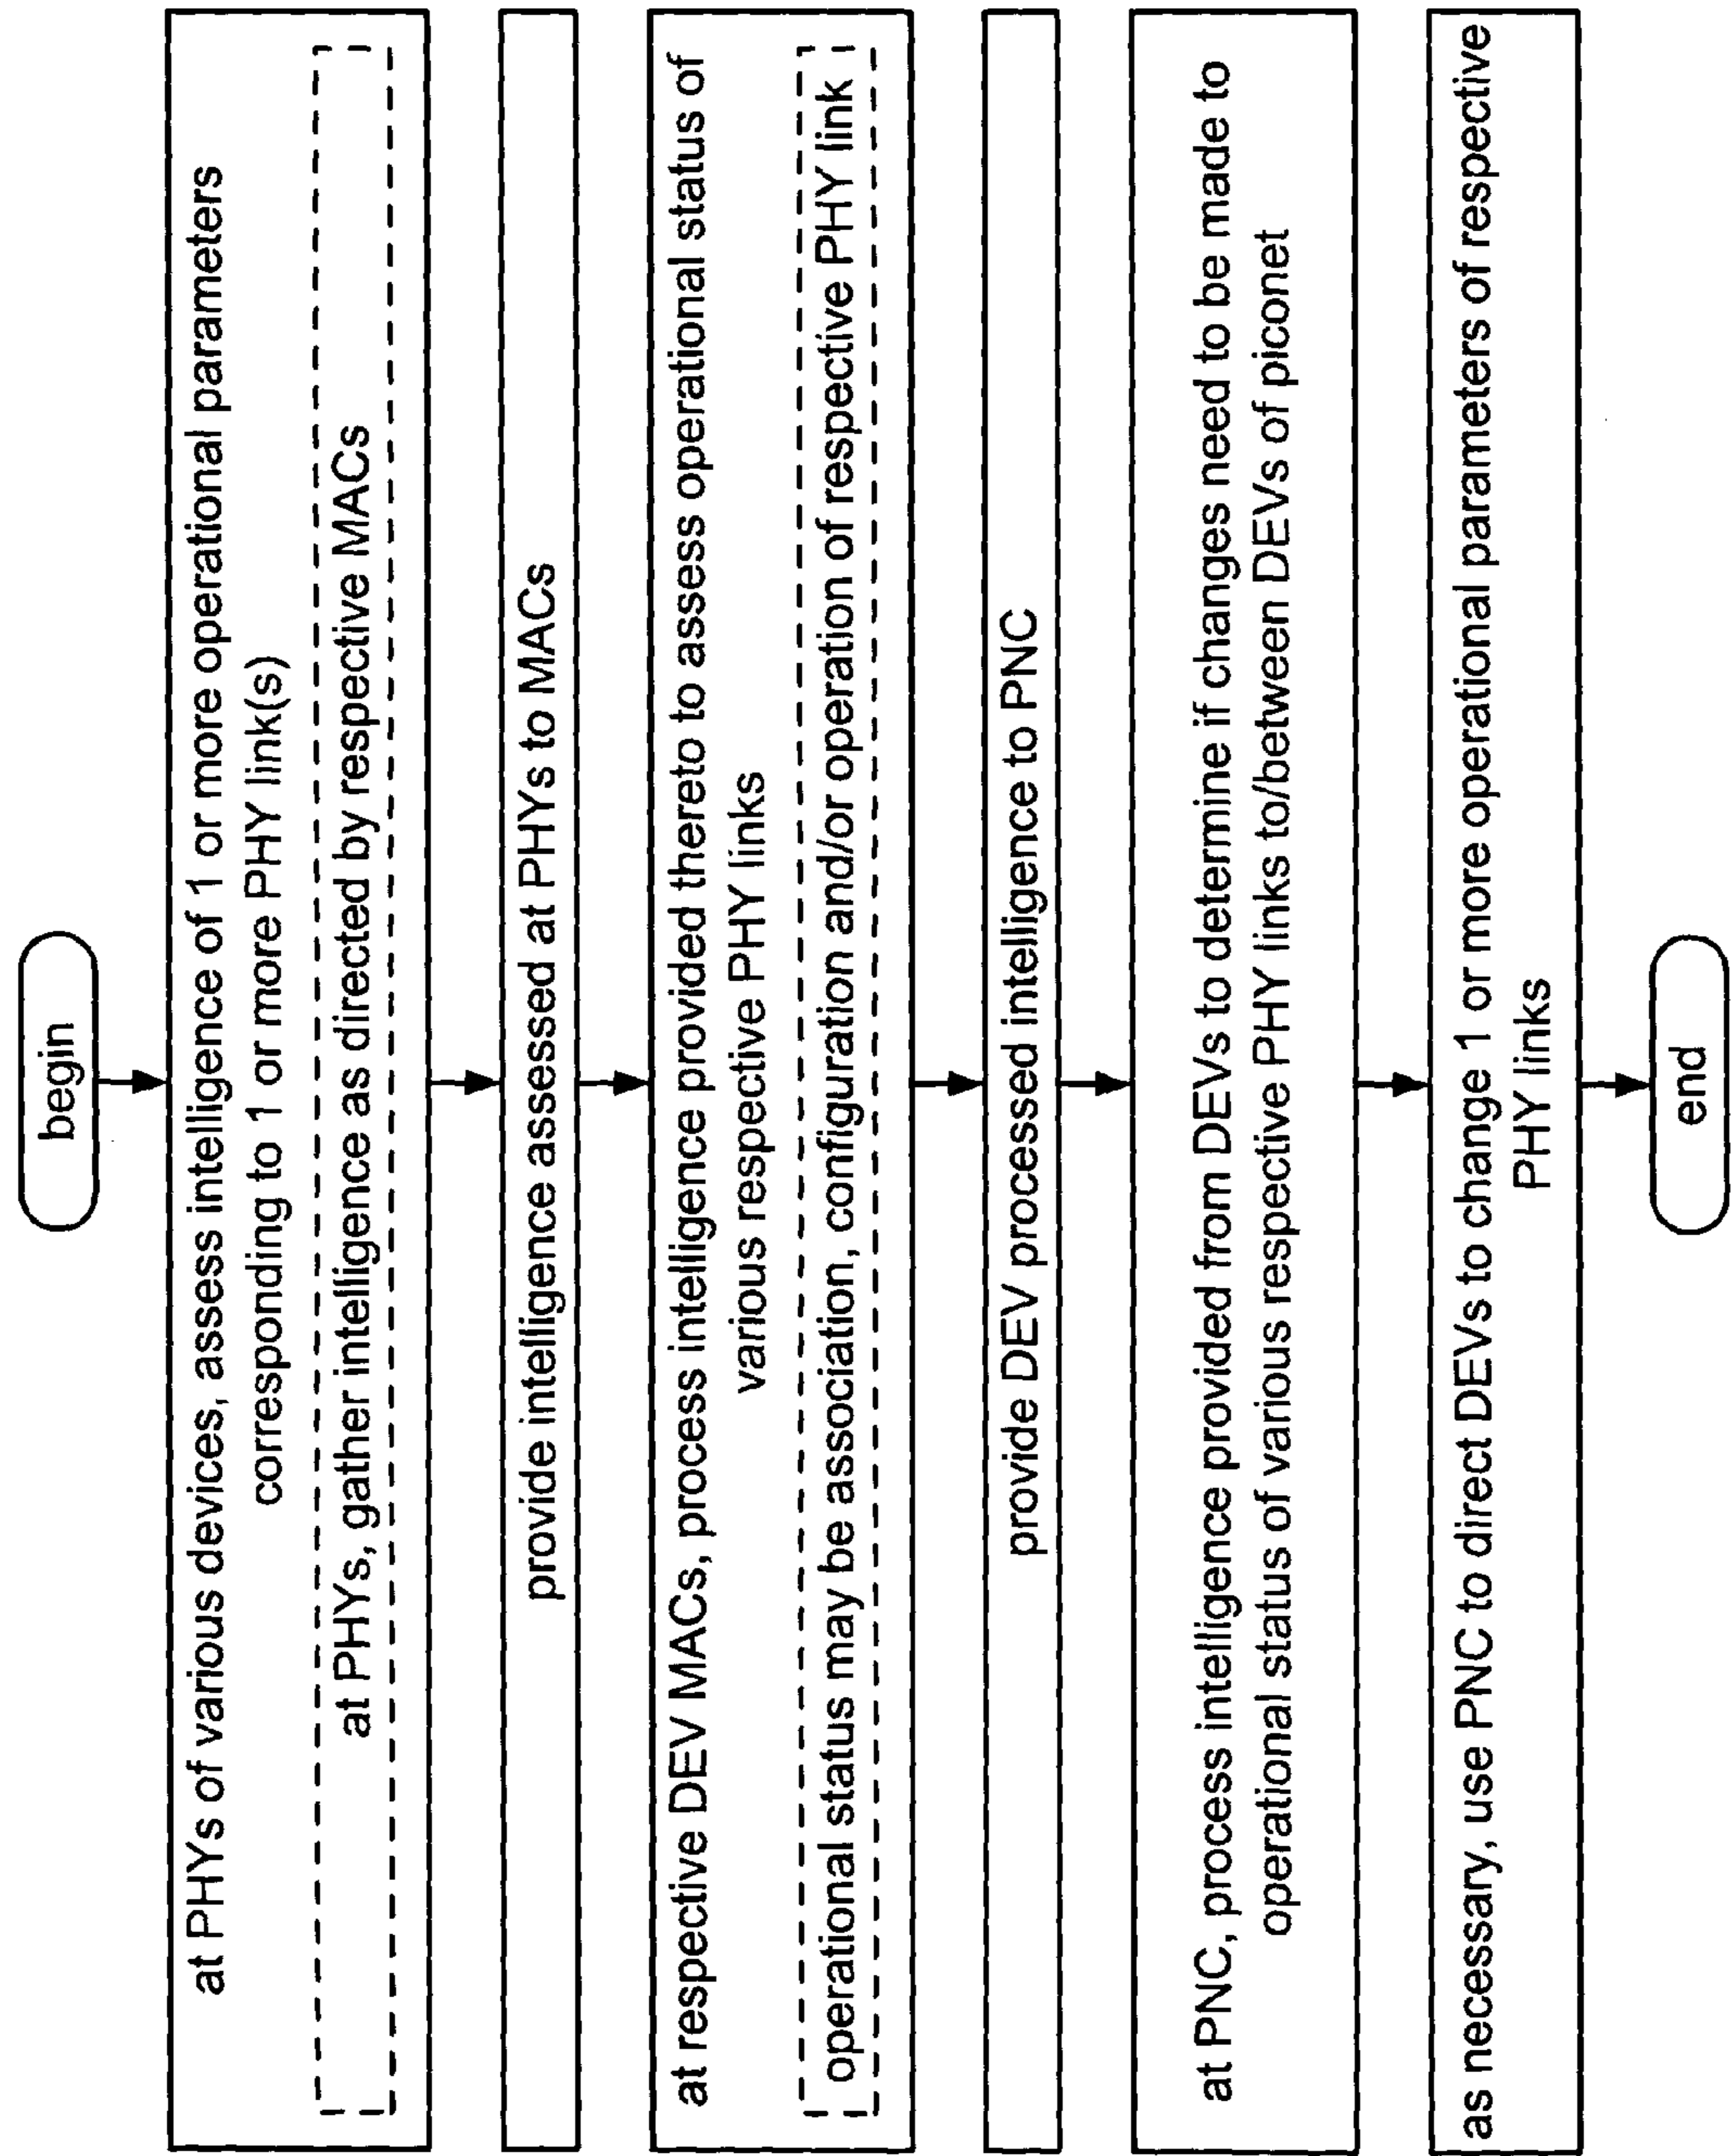 begin
at PHYs of various devices, assess intelligence of 1 or more operational parameters
corresponding to 1 or more PHY link(s)
at PHYs, gather intelligence as directed by respective MACs
provide intelligence assessed at PHYs to MACs
at respective DEV MACs, process intelligence provided thereto to assess operational status of
various respective PHY links
operational status may be association, configuration and/or operation of respective PHY link
provide DEV processed intelligence to PNC
at PNC, process intelligence provided from DEVs to determine if changes need to be made to
operational status of various respective PHY links to/between DEVs of piconet
as necessary, use PNC to direct DEVs to change 1 or more operational parameters of respective
PHY links
end